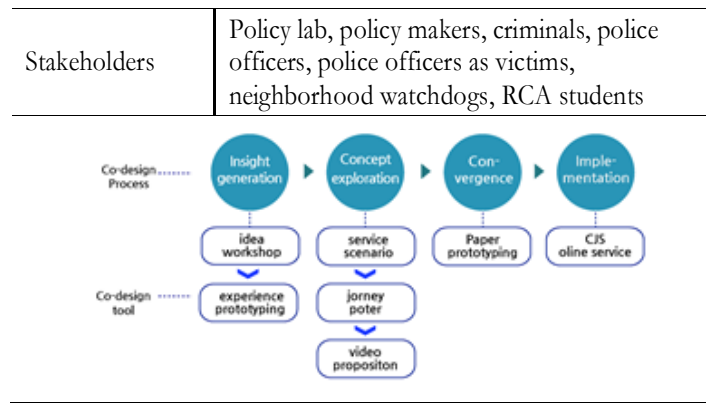 Stakeholders
Policy lab, policy makers, criminals, police
officers, police officers as victims,
neighborhood watchdogs, RCA students
Co-design
Process
Insight
generation
Concept
exploration
Con-
vergence
Imple-
mentation
idea
workshop
service
scenario
Paper
prototyping
CJS
oline service
Co-design
tool
experience
prototyping
jorney
poter
video
propositon